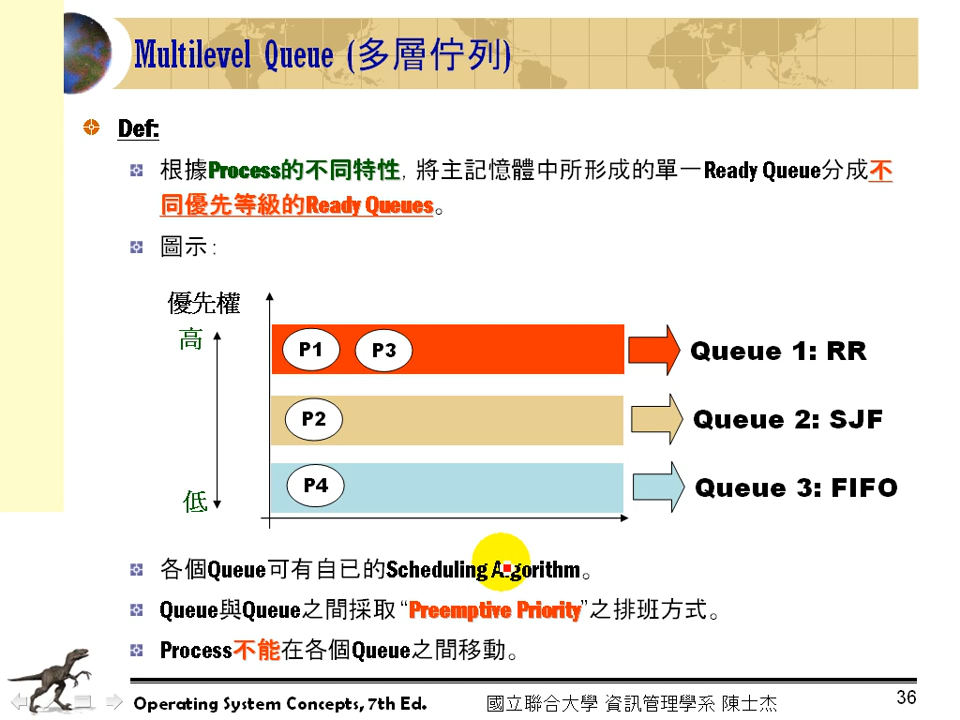 Multilevel Queue (多層佇列)
Def:
根據Process的不同特性，將主記憶體中所形成的單一Ready Queue分成不
同優先等級的Ready Queues。
圖示：
優先權
高
P1 P3
Queue 1: RR
P2
Queue 2: SJF
P4
Queue 3: FIFO
低
各個Queue可有自已的Scheduling Algorithm。
Queue與Queue之間採取“Preemptive Priority”之排班方式。
Process不能在各個Queue之間移動。
Operating System Concepts, 7th Ed.
國立聯合大學 資訊管理學系 陳士杰
36